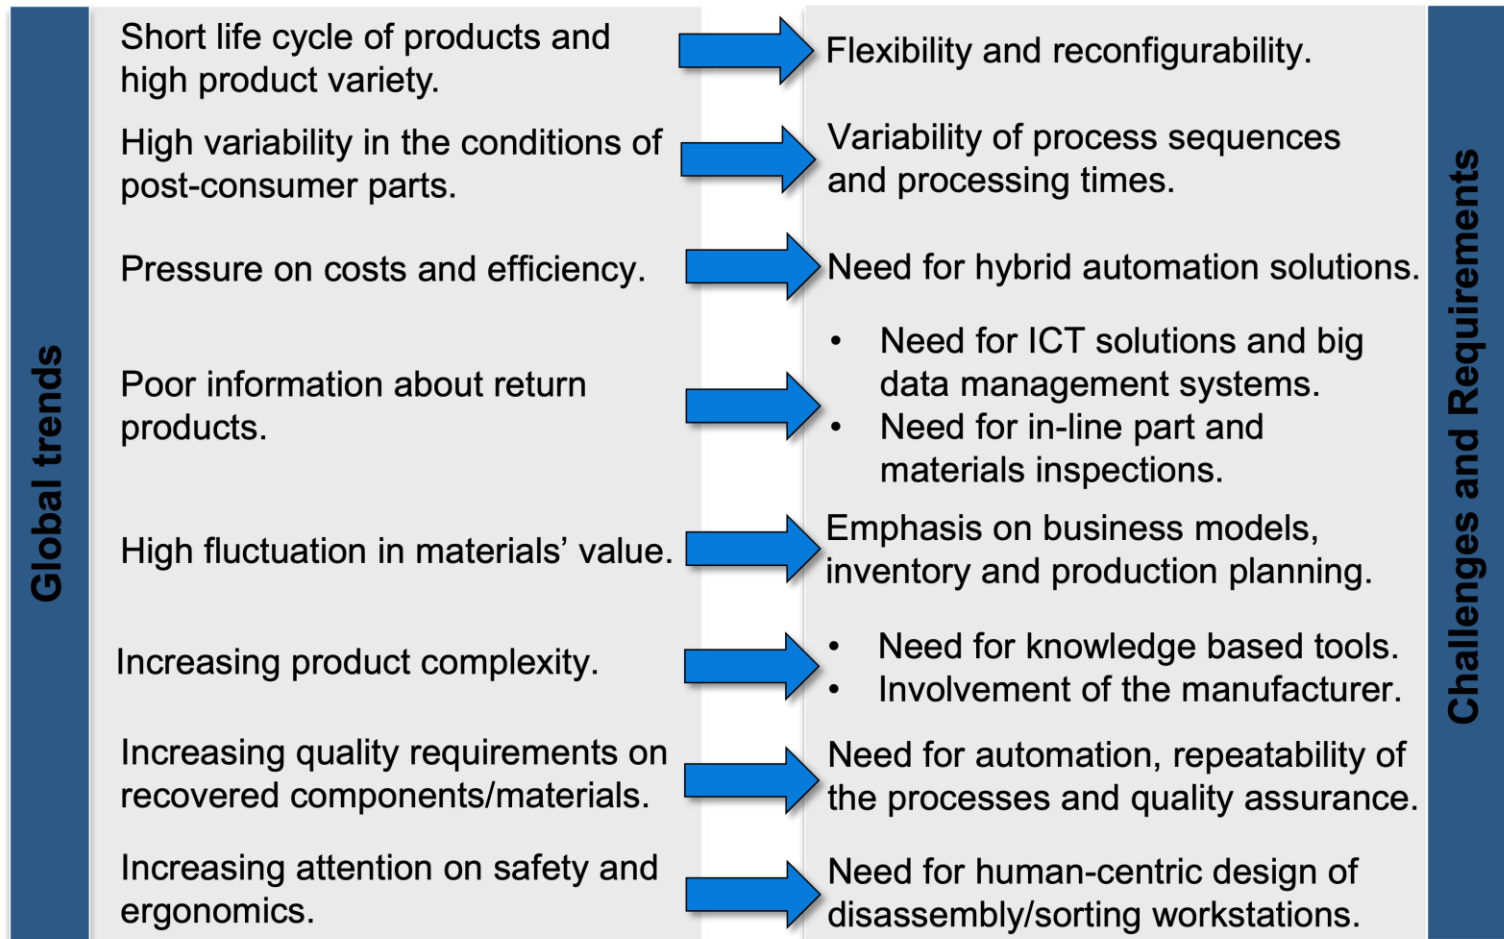 Global trends
Challenges and Requirements
Short life cycle of products and
high product variety.
Flexibility and reconfigurability.
High variability in the conditions of
post-consumer parts.
Variability of process sequences
and processing times.
Pressure on costs and efficiency.
Need for hybrid automation solutions.
Poor information about return
products.
• Need for ICT solutions and big
data management systems.
• Need for in-line part and
materials inspections.
High fluctuation in materials’ value.
Emphasis on business models,
inventory and production planning.
Increasing product complexity.
• Need for knowledge based tools.
• Involvement of the manufacturer.
Increasing quality requirements on
recovered components/materials.
Need for automation, repeatability of
the processes and quality assurance.
Increasing attention on safety and
ergonomics.
Need for human-centric design of
disassembly/sorting workstations.